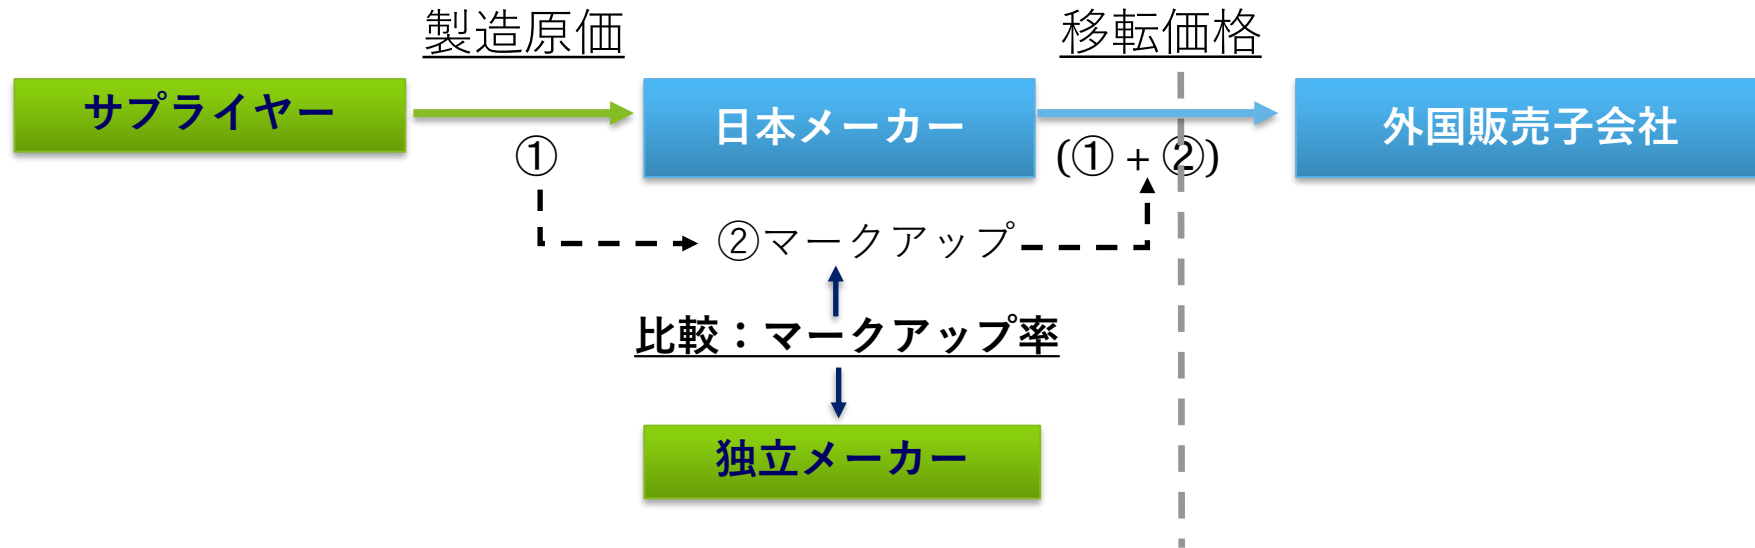 製造原価
移転価格
サプライヤー
日本メーカー
外国販売子会社
①
(① + ②)
②マークアップ
比較：マークアップ率
独立メーカー